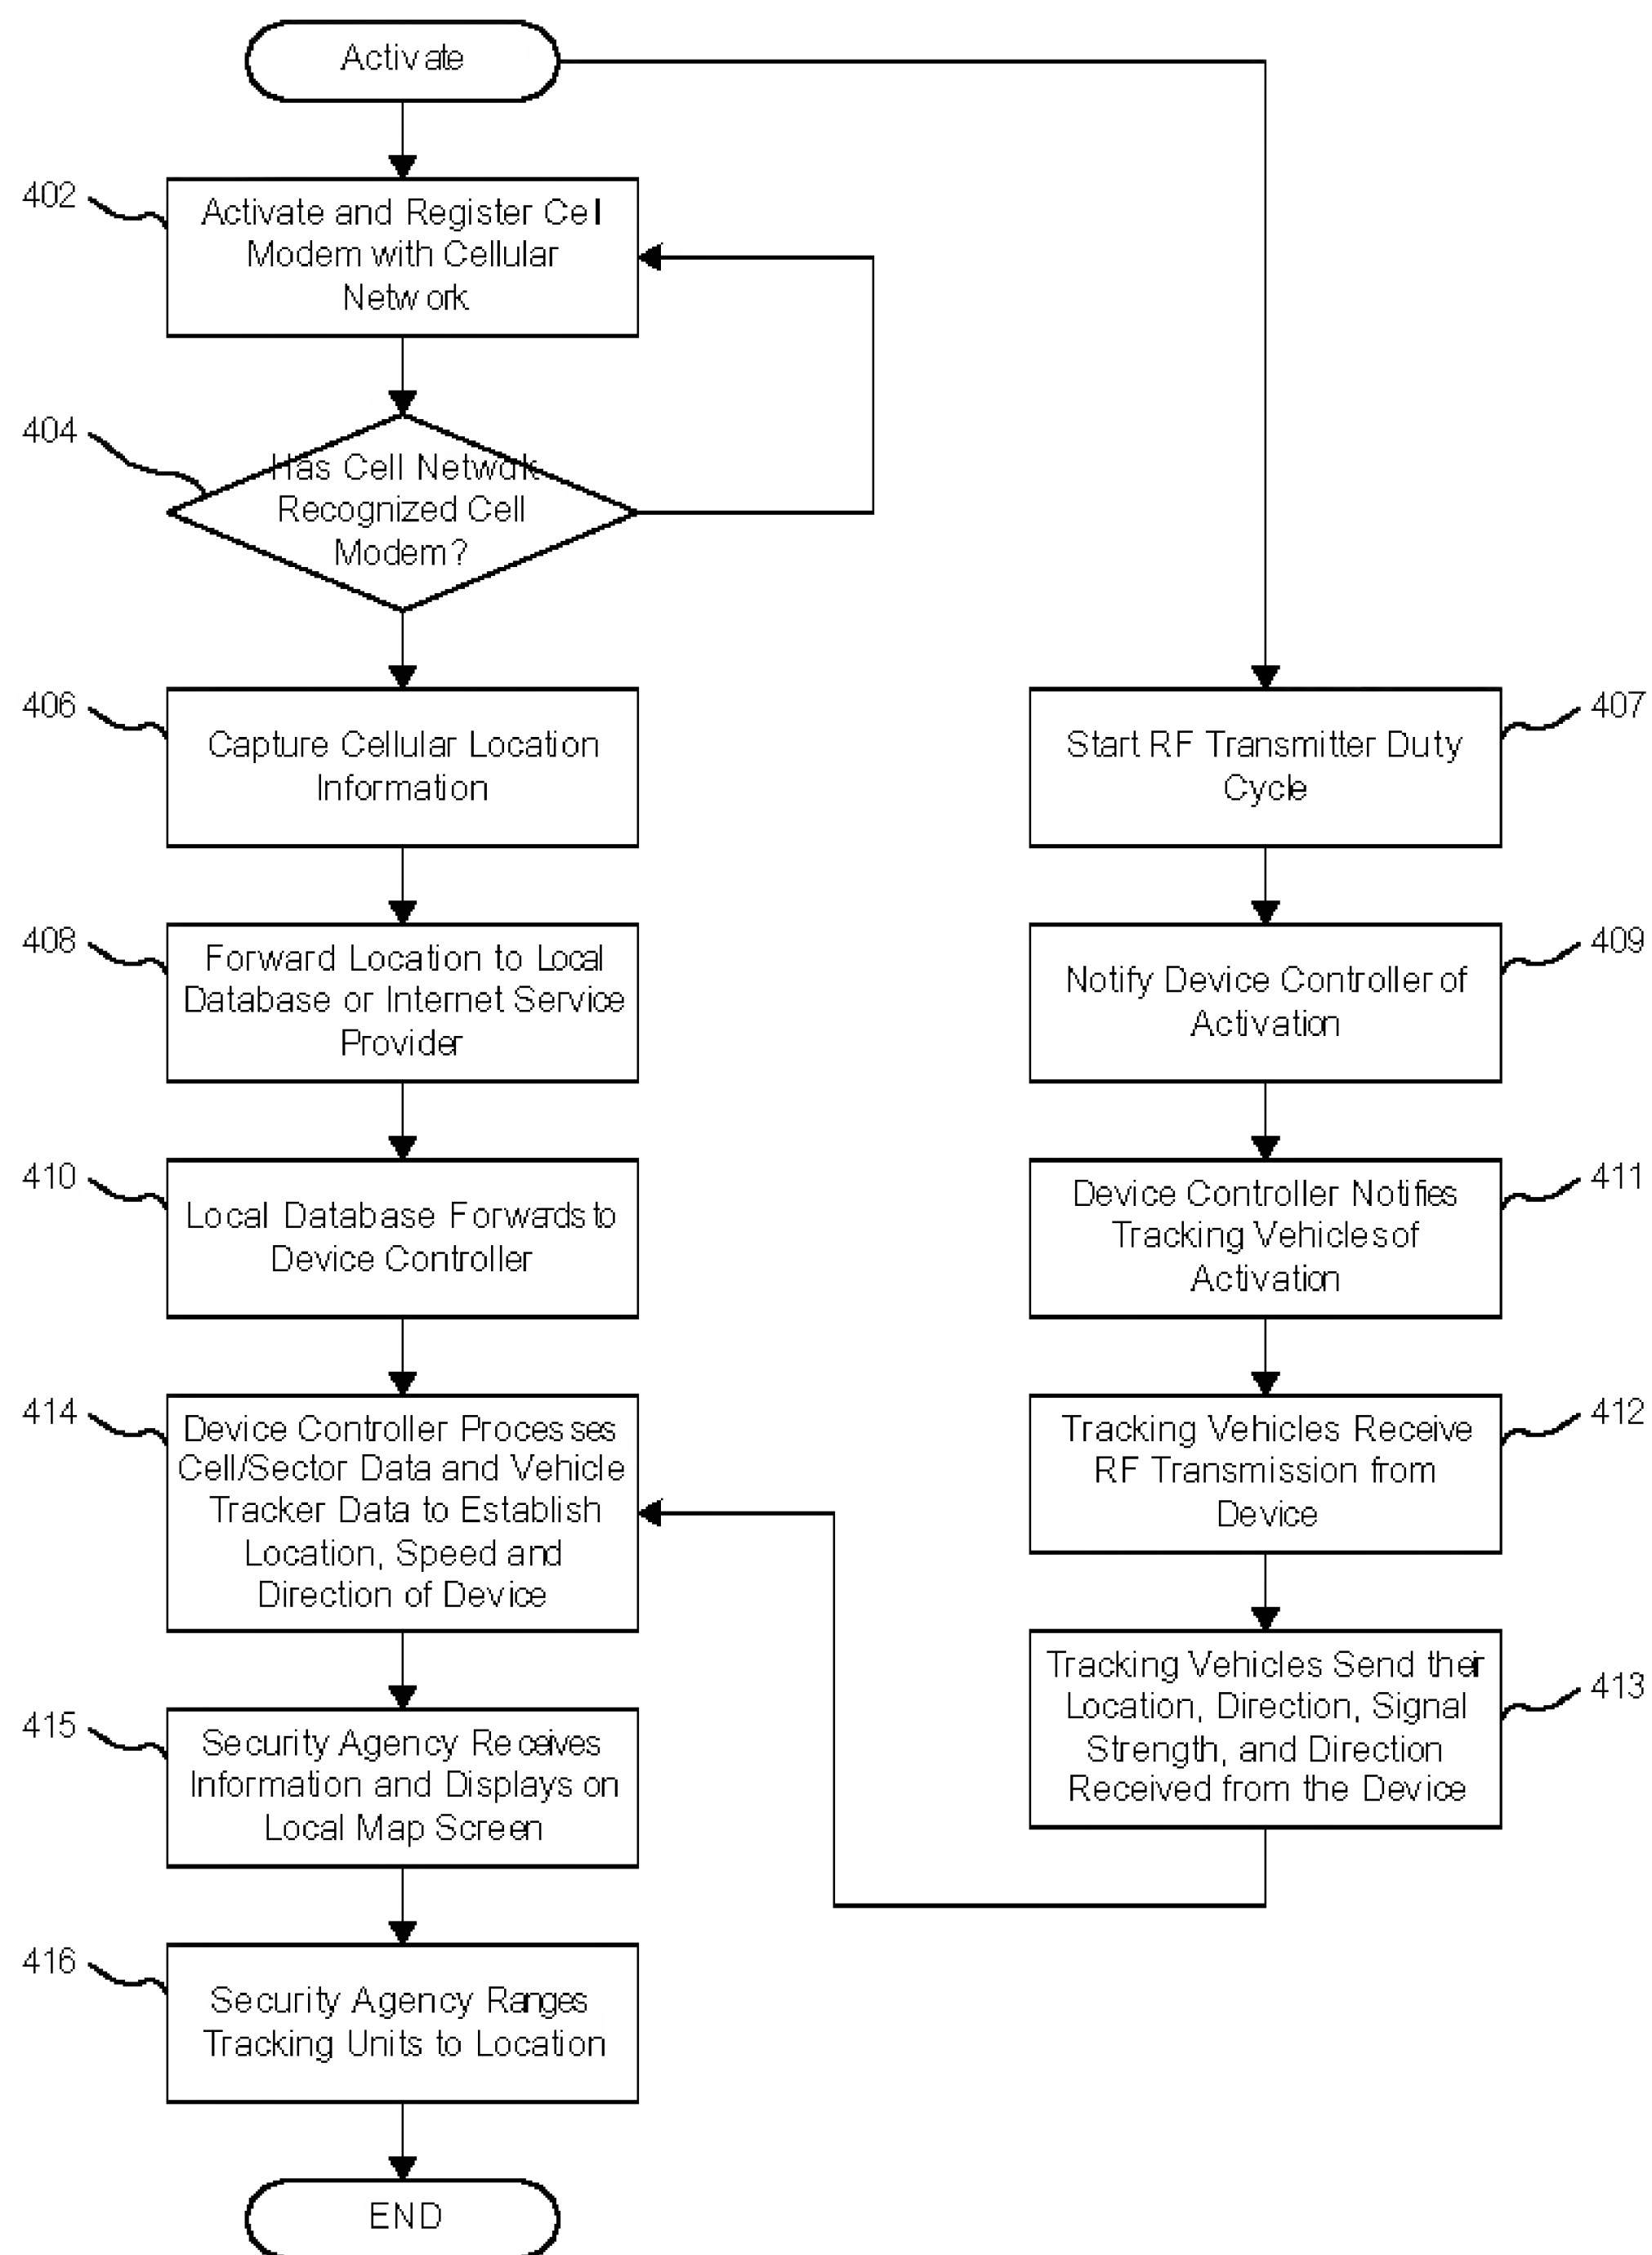 Activate
402
Activate and Register Cell
Modem with Cellular
Network
404
Has Cell Network
Recognized Cell
Modem?
406
Capture Cellular Location
Information
408
Forward Location to Local
Database or Internet Service
Provider
410
Local Database Forwards to
Device Controller
414
Device Controller Processes
Cell/Sector Data and Vehicle
Tracker Data to Establish
Location, Speed and
Direction of Device
415
Security Agency Receives
Information and Displays on
Local Map Screen
416
Security Agency Ranges
Tracking Units to Location
END
407
Start RF Transmitter Duty
Cycle
409
Notify Device Controller of
Activation
411
Device Controller Notifies
Tracking Vehicles of
Activation
412
Tracking Vehicles Receive
RF Transmission from
Device
413
Tracking Vehicles Send their
Location, Direction, Signal
Strength, and Direction
Received from the Device